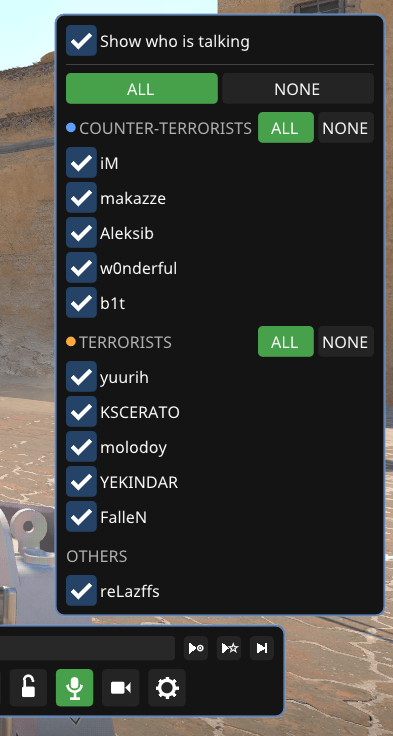 Show who is talking
ALL NONE
COUNTER-TERRORISTS ALL NONE
iM
makazze
Aleksib
w0nderful
b1t
TERRORISTS ALL NONE
yuurih
KSCERATO
molodoy
YEKINDAR
FalleN
OTHERS
reLazffs